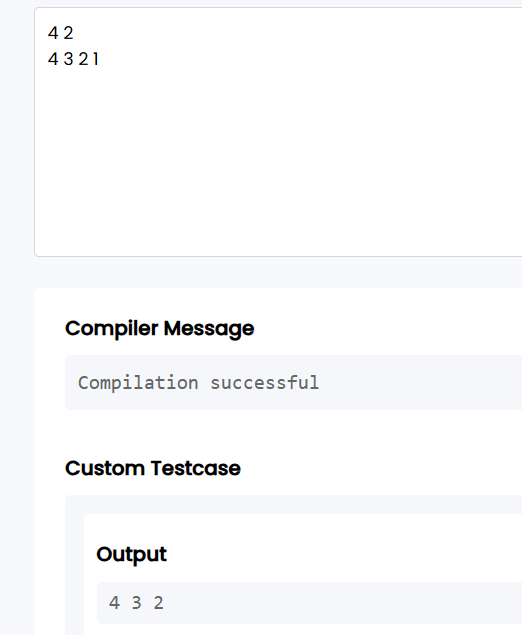 4 2
4 3 2 1
Compiler Message
Compilation successful
Custom Testcase
Output
4 3 2